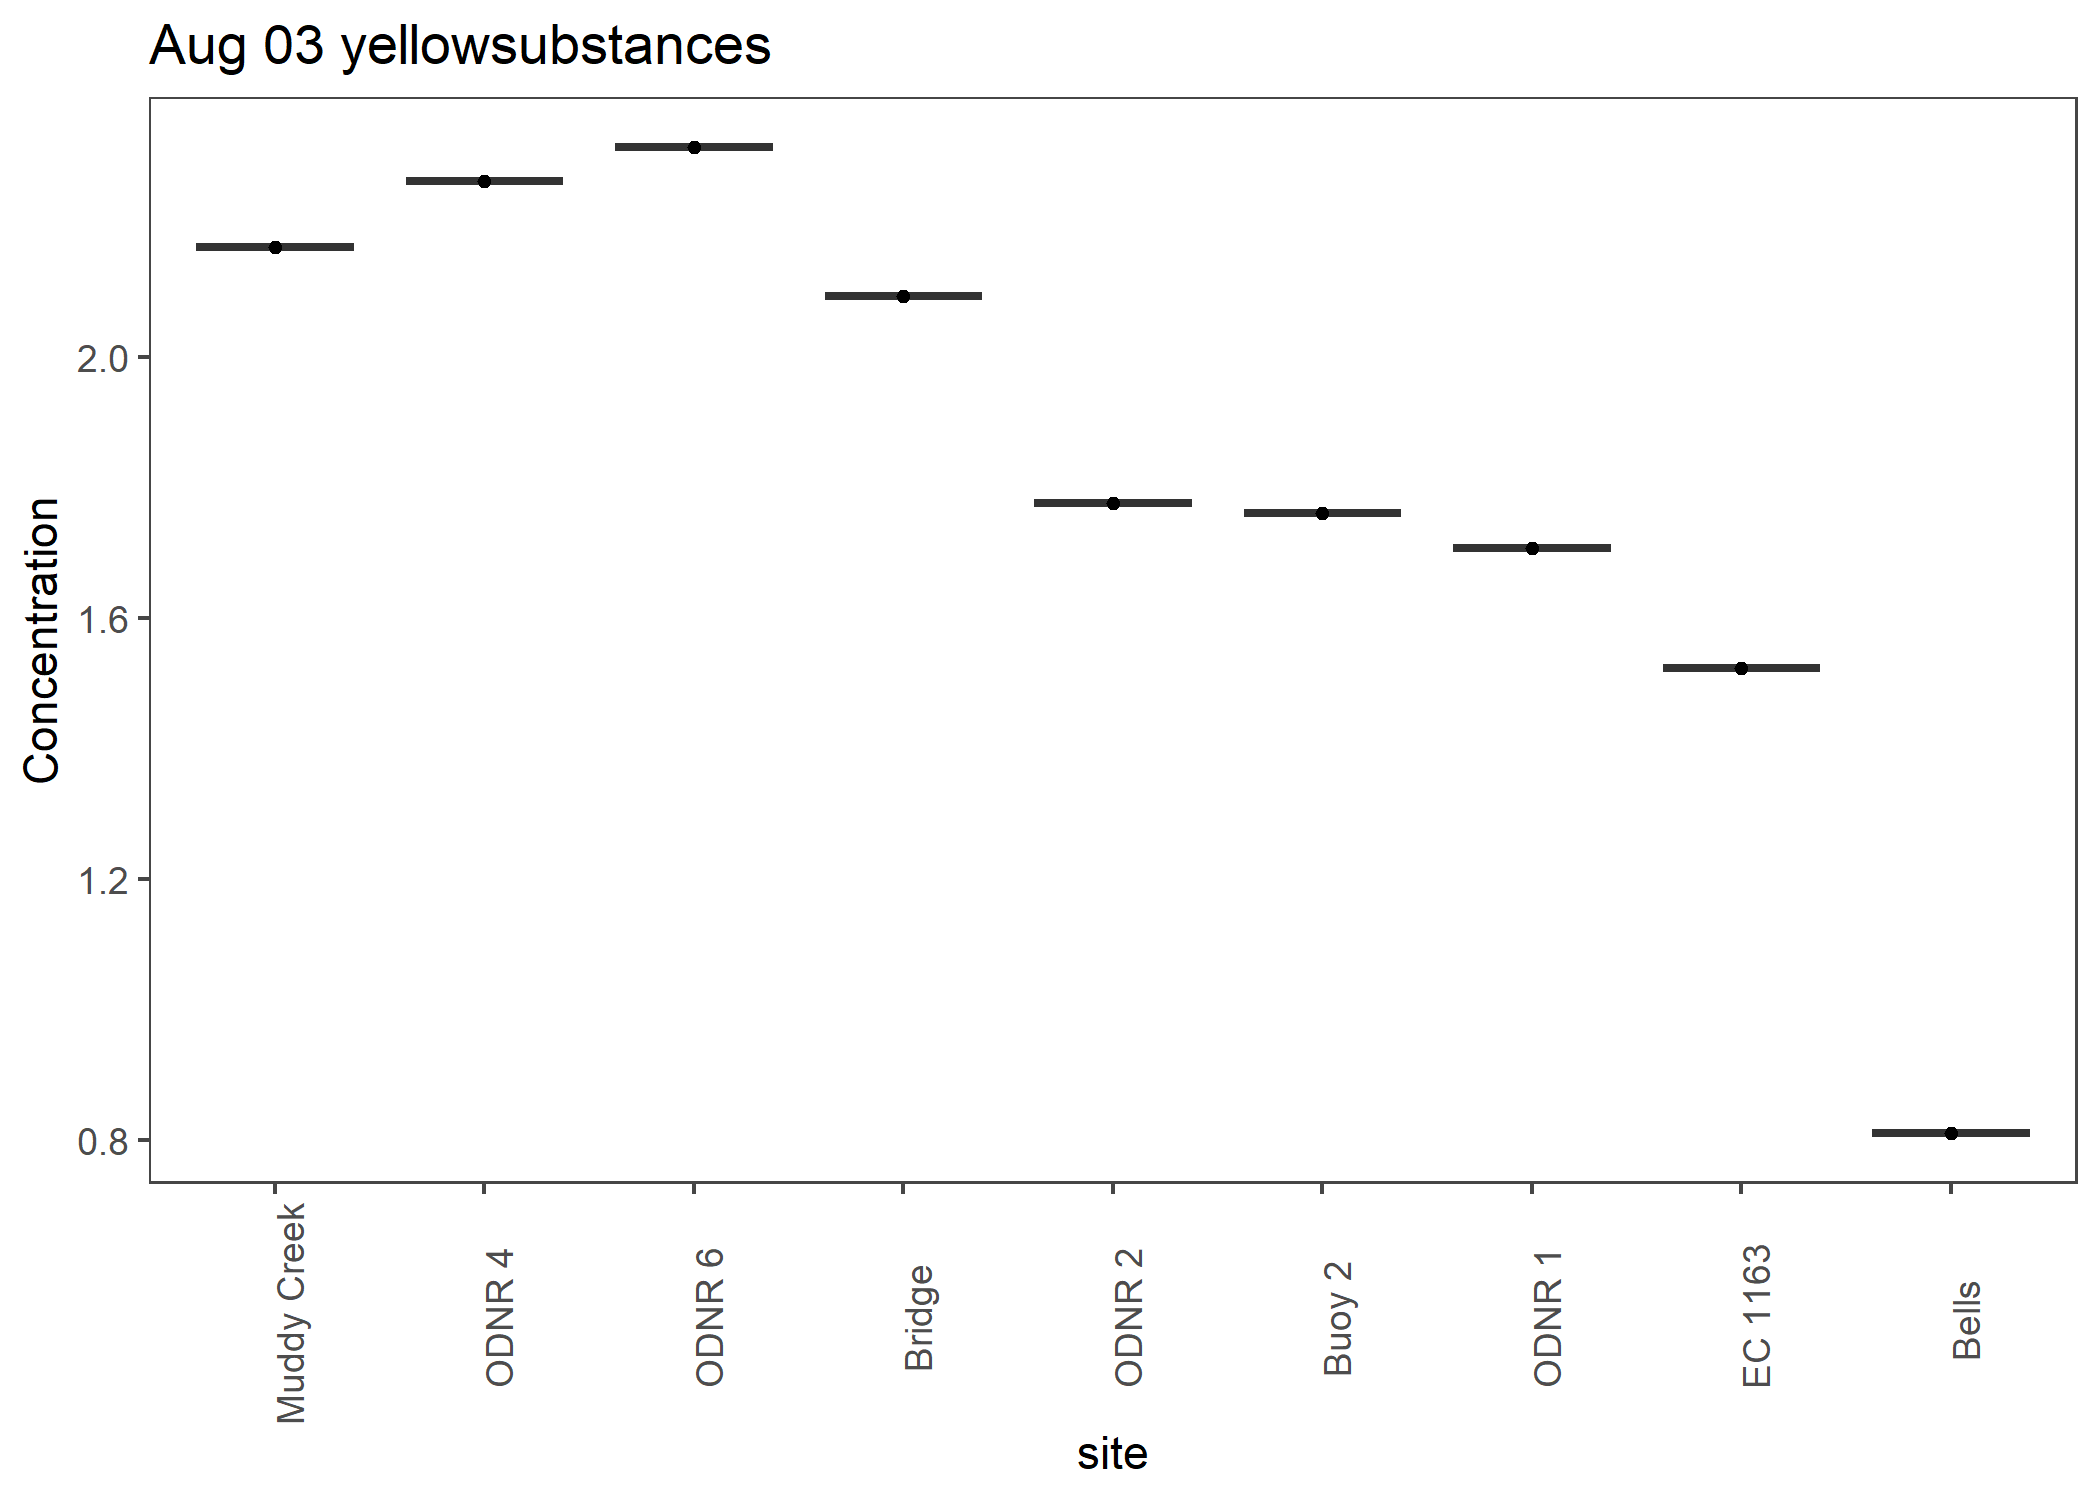 Aug 03 yellowsubstances
Concentration
2.0
1.6
1.2
0.8
Muddy Creek
ODNR 4
ODNR 6
Bridge
ODNR 2
Buoy 2
ODNR 1
EC 1163
Bells
site